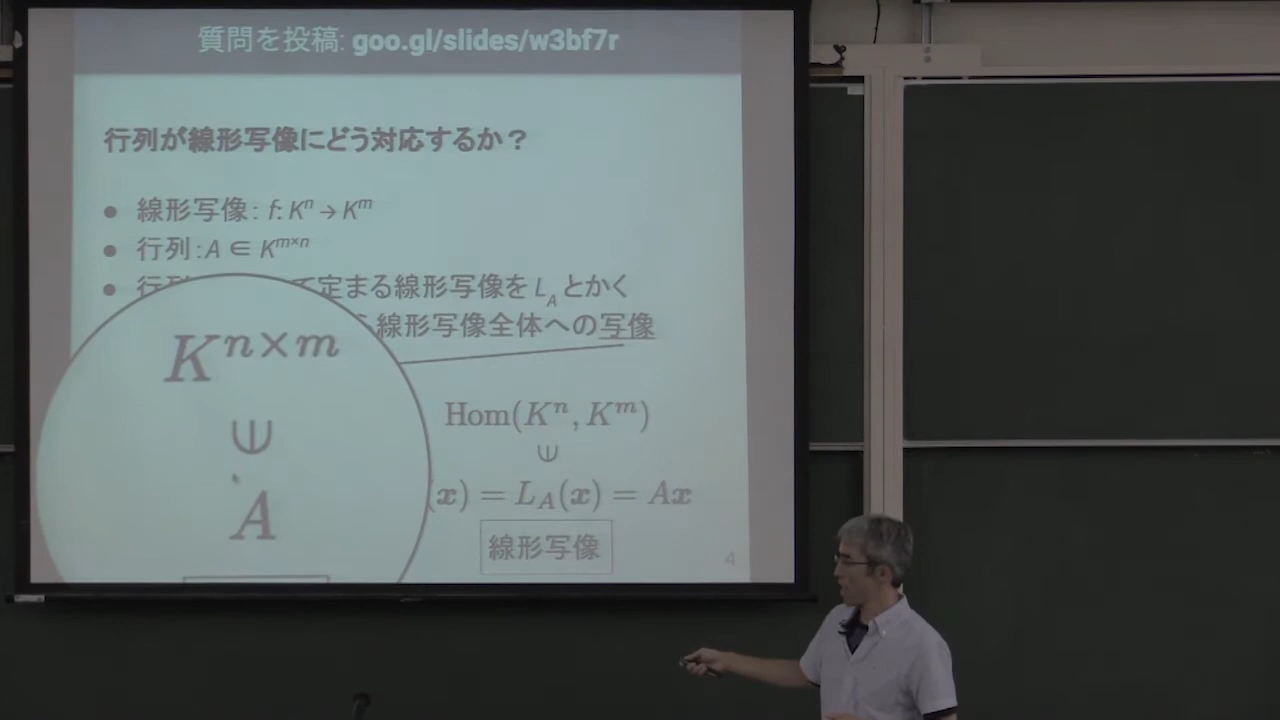 質問を投稿: goo.gl/slides/w3bf7r
行列が線形写像にどう対応するか？
● 線形写像: f: Kⁿ → Kᵐ
● 行列: A ∈ Kᵐˣⁿ
● 行列 て定まる線形写像を L_A とかく
線形写像全体への写像
Kⁿˣᵐ
Hom(Kⁿ, Kᵐ)
∪
∪
A
(x) = L_A(x) = Ax
線形写像
4